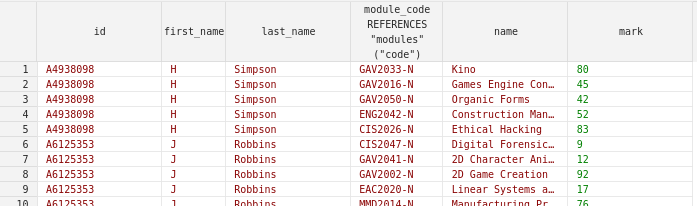 id first_name last_name module_code REFERENCES "modules" ("code") name mark
1 A4938098 H Simpson GAV2033-N Kino 80
2 A4938098 H Simpson GAV2016-N Games Engine Con… 45
3 A4938098 H Simpson GAV2050-N Organic Forms 42
4 A4938098 H Simpson ENG2042-N Construction Man… 52
5 A4938098 H Simpson CIS2026-N Ethical Hacking 83
6 A6125353 J Robbins CIS2047-N Digital Forensic… 9
7 A6125353 J Robbins GAV2041-N 2D Character Ani… 12
8 A6125353 J Robbins GAV2002-N 2D Game Creation 92
9 A6125353 J Robbins EAC2020-N Linear Systems a… 17
10 A6125353 J Robbins MMD2014-N Manufacturing Pr… 76